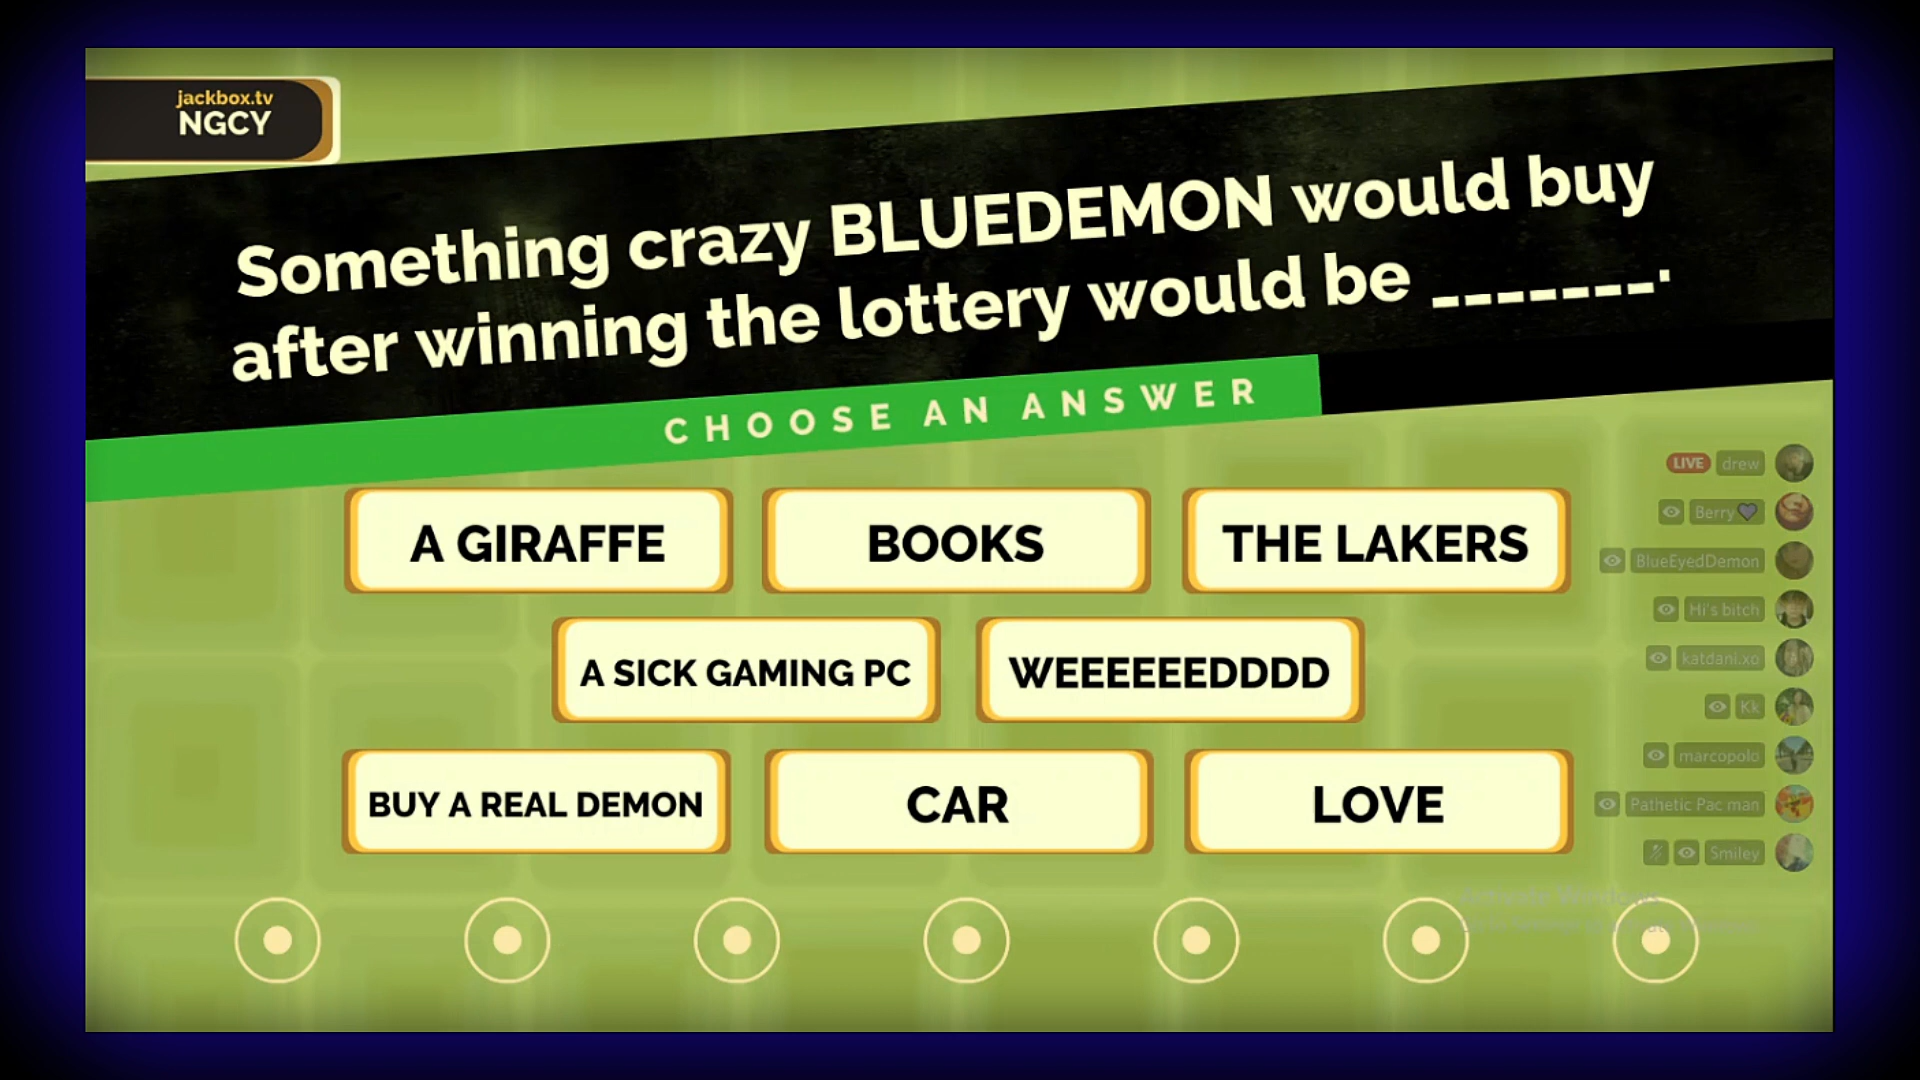 jackbox.tv
NGCY
Something crazy BLUEDEMON would buy
after winning the lottery would be _______.
CHOOSE AN ANSWER
A GIRAFFE
BOOKS
THE LAKERS
A SICK GAMING PC
WEEEEEEDDDD
BUY A REAL DEMON
CAR
LOVE
LIVE drew
Berry💜
BlueEyedDemon
Hi's bitch
katdani.xo
Kk
marcopolo
Pathetic Pac man
Smiley
Activate Windows